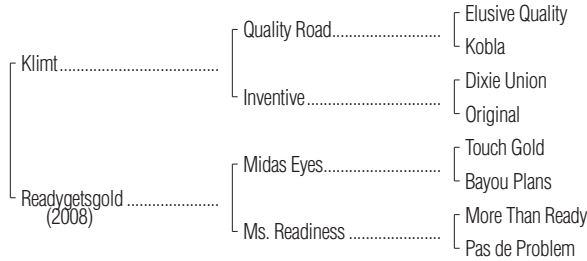 Elusive Quality
Quality Road
Kobla
Klimt
Dixie Union
Inventive
Original
Touch Gold
Midas Eyes
Bayou Plans
Readygetsgold
(2008)
More Than Ready
Ms. Readiness
Pas de Problem